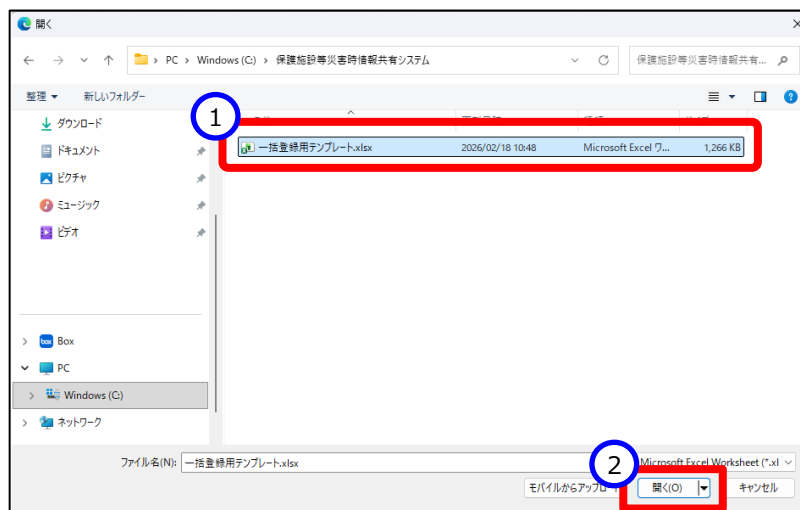 開く
PC > Windows (C:) > 保護施設等災害時情報共有システム
保護施設等災害時情報共有...
整理 新しいフォルダー
1
ダウンロード
ドキュメント
ピクチャ
ミュージック
ビデオ
一括登録用テンプレート.xlsx 2026/02/18 10:48 Microsoft Excel ワ... 1,266 KB
Box
PC
Windows (C:)
ネットワーク
ファイル名(N): 一括登録用テンプレート.xlsx
Microsoft Excel Worksheet (*.xl
2
モバイルからアップロー
開く(O)
キャンセル